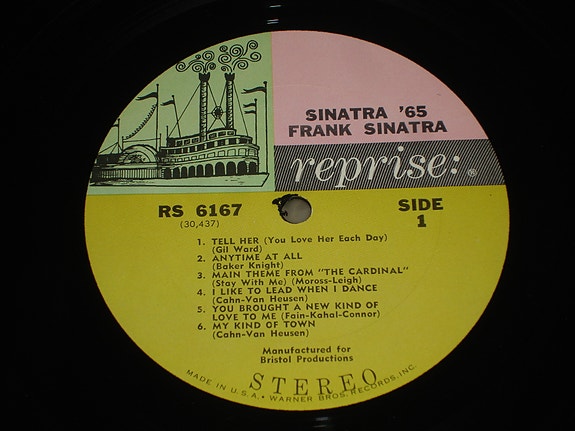 SINATRA '65
FRANK SINATRA
reprise:®
RS 6167
(30,437)
SIDE
1
1. TELL HER (You Love Her Each Day)
(Gil Ward)
2. ANYTIME AT ALL
(Baker Knight)
3. MAIN THEME FROM "THE CARDINAL"
(Stay With Me) (Moross-Leigh)
4. I LIKE TO LEAD WHEN I DANCE
(Cahn-Van Heusen)
5. YOU BROUGHT A NEW KIND OF
LOVE TO ME (Fain-Kahal-Connor)
6. MY KIND OF TOWN
(Cahn-Van Heusen)
Manufactured for
Bristol Productions
STEREO
MADE IN U.S.A. • WARNER BROS. RECORDS, INC.